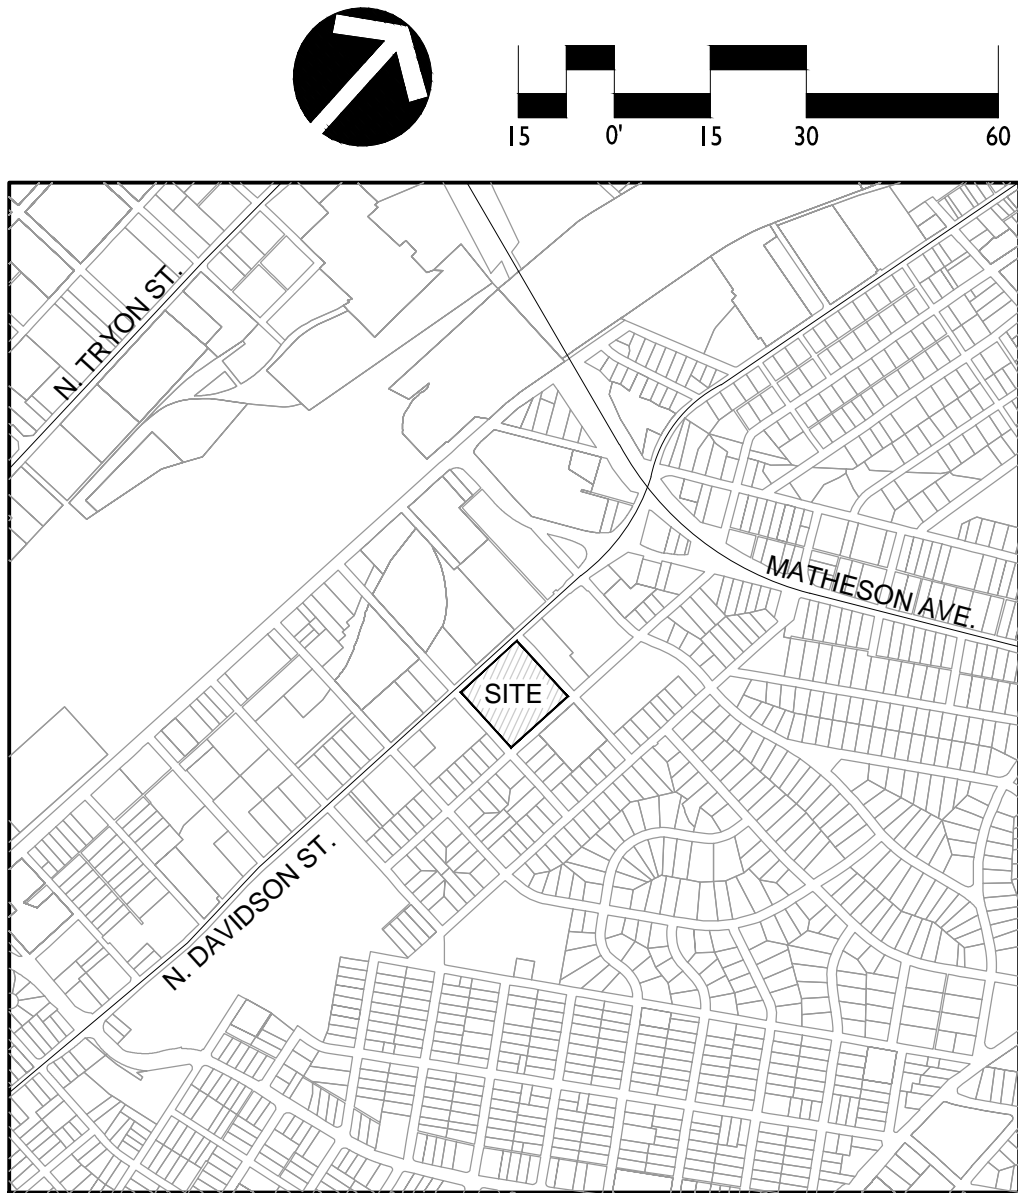 15 0' 15 30 60
N. TRYON ST.
MATHESON AVE.
SITE
N. DAVIDSON ST.